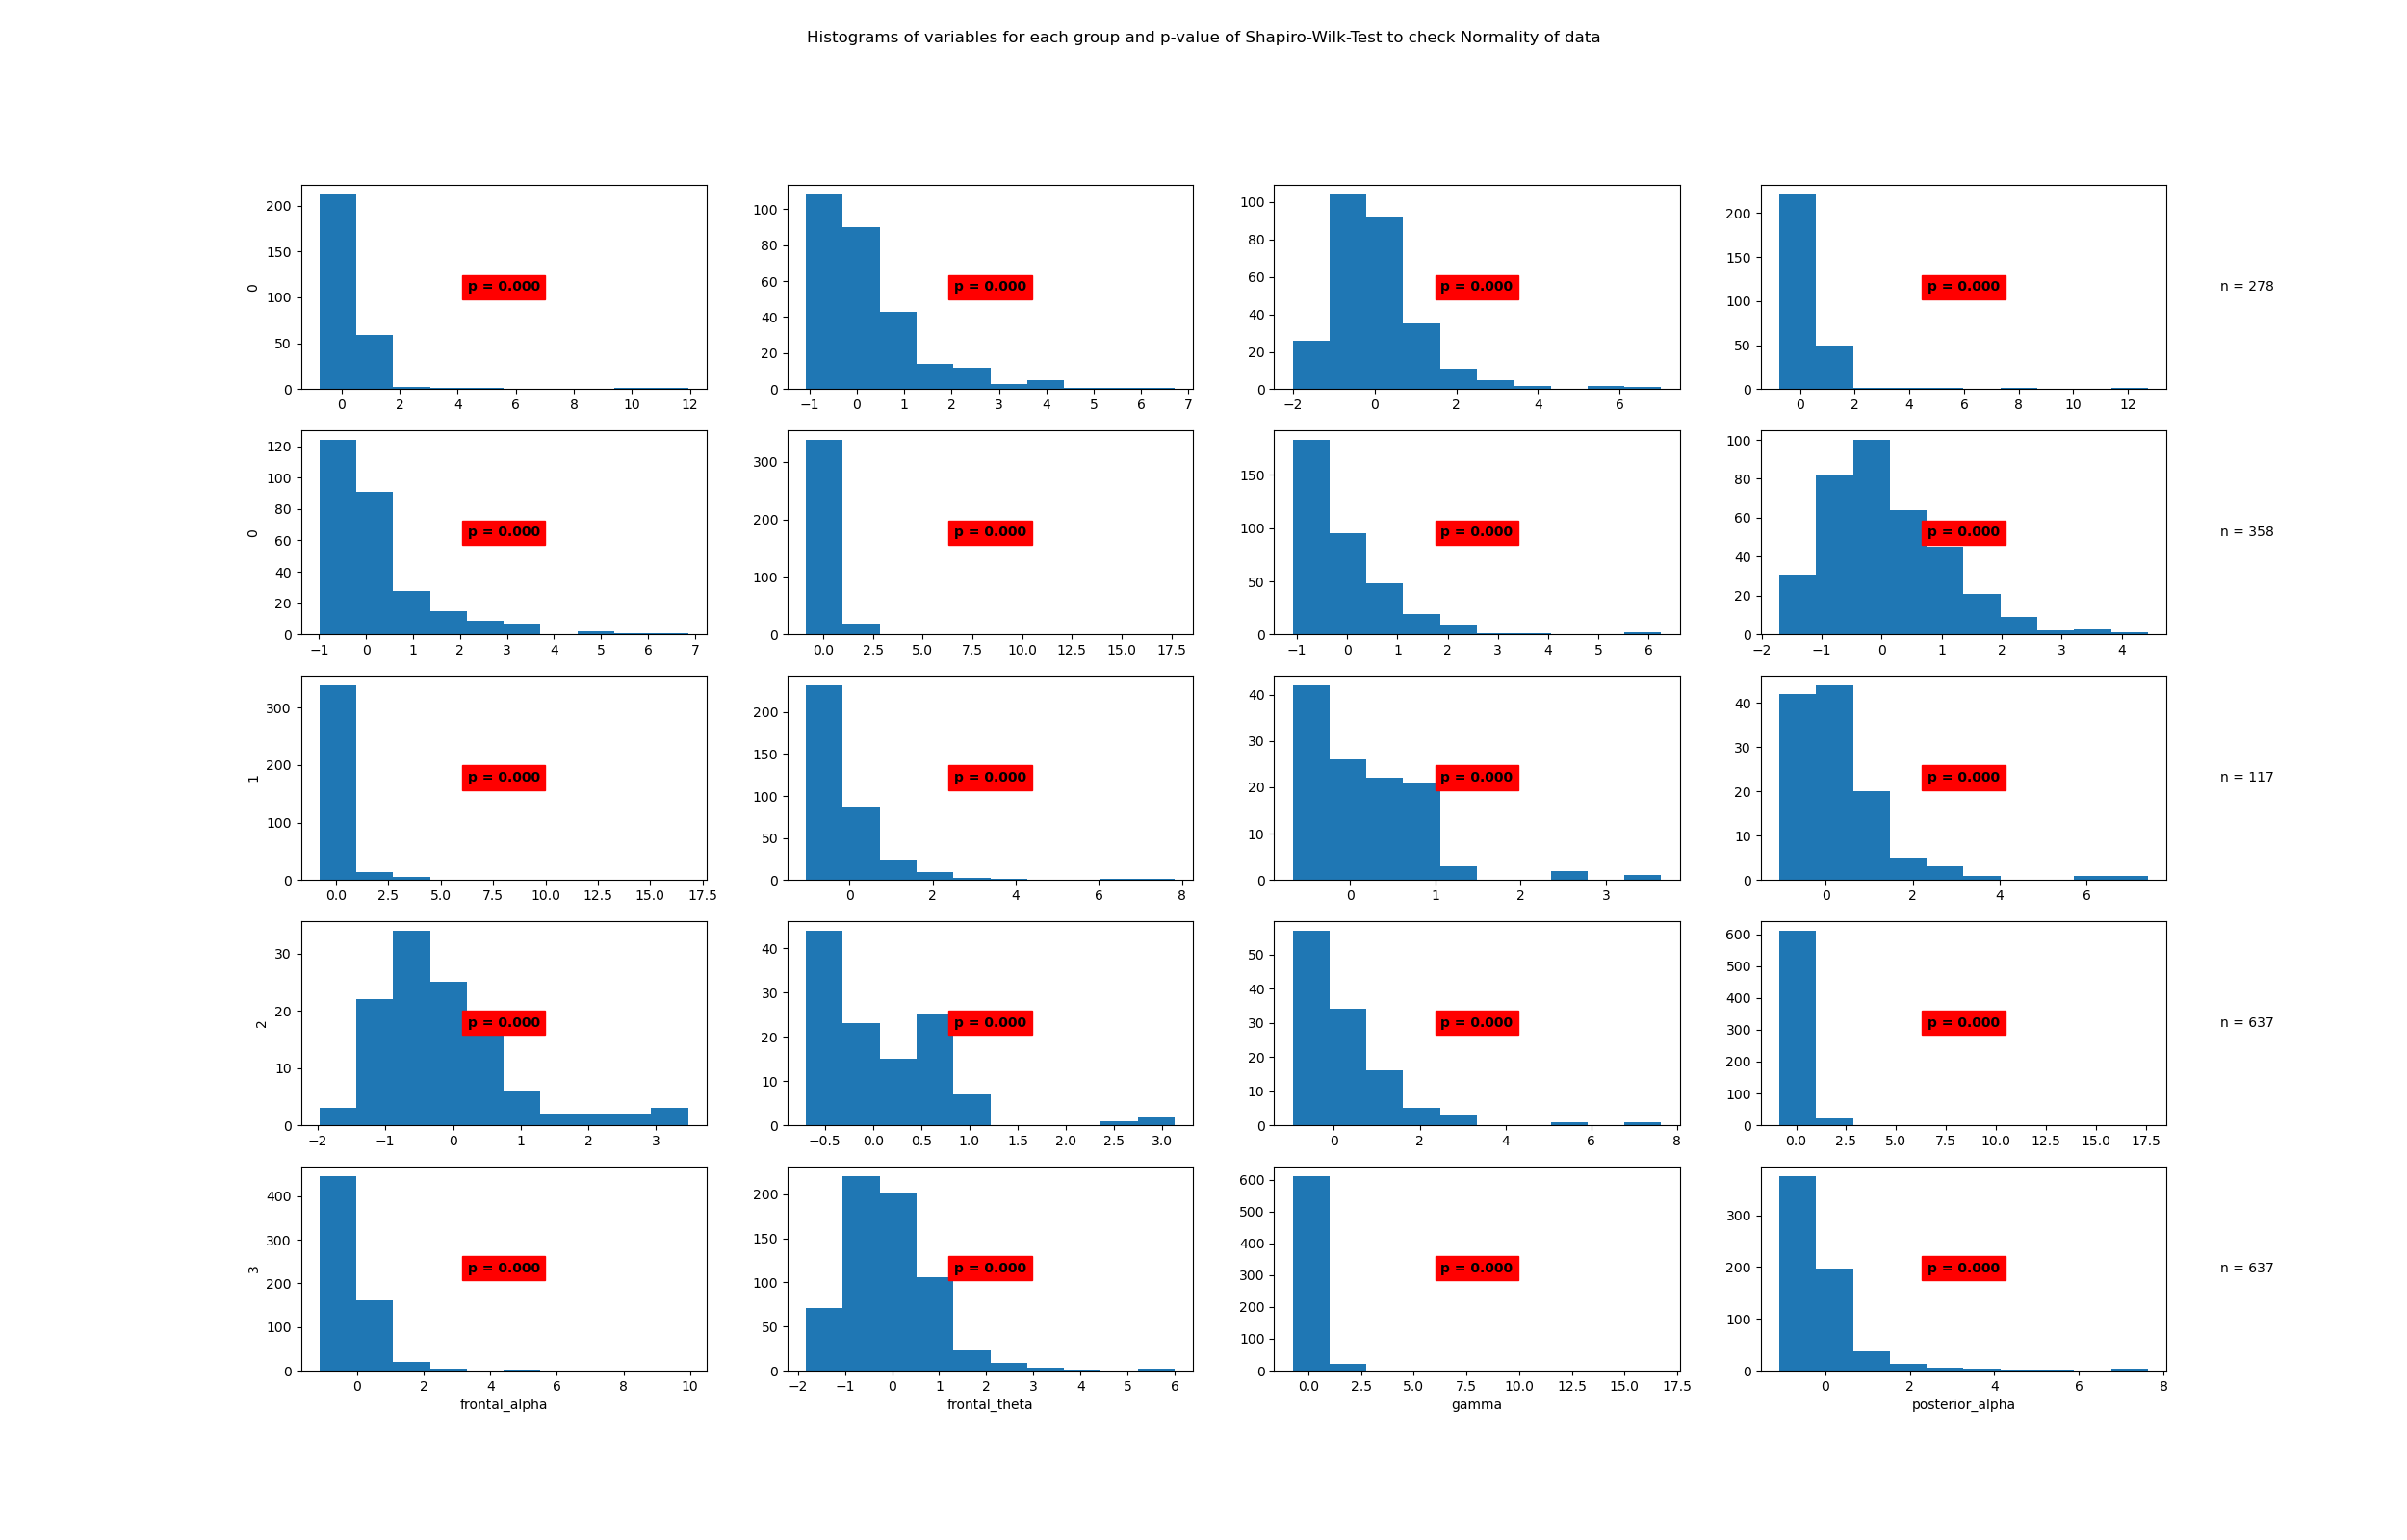 Histograms of variables for each group and p-value of Shapiro-Wilk-Test to check Normality of data
200
150
100
50
0
0
p = 0.000
0 2 4 6 8 10 12
100
80
60
40
20
0
p = 0.000
−1 0 1 2 3 4 5 6 7
100
80
60
40
20
0
p = 0.000
−2 0 2 4 6
200
150
100
50
0
p = 0.000
0 2 4 6 8 10 12
n = 278
0
120
100
80
60
40
20
0
p = 0.000
−1 0 1 2 3 4 5 6 7
300
200
100
0
p = 0.000
0.0 2.5 5.0 7.5 10.0 12.5 15.0 17.5
150
100
50
0
p = 0.000
−1 0 1 2 3 4 5 6
100
80
60
40
20
0
p = 0.000
−2 −1 0 1 2 3 4
n = 358
1
300
200
100
0
p = 0.000
0.0 2.5 5.0 7.5 10.0 12.5 15.0 17.5
200
150
100
50
0
p = 0.000
0 2 4 6 8
40
30
20
10
0
p = 0.000
0 1 2 3
40
30
20
10
0
p = 0.000
0 2 4 6
n = 117
2
30
20
10
0
p = 0.000
−2 −1 0 1 2 3
40
30
20
10
0
p = 0.000
−0.5 0.0 0.5 1.0 1.5 2.0 2.5 3.0
50
40
30
20
10
0
p = 0.000
0 2 4 6 8
600
500
400
300
200
100
0
p = 0.000
0.0 2.5 5.0 7.5 10.0 12.5 15.0 17.5
n = 637
3
400
300
200
100
0
p = 0.000
0 2 4 6 8 10
frontal_alpha
200
150
100
50
0
p = 0.000
−2 −1 0 1 2 3 4 5 6
frontal_theta
600
500
400
300
200
100
0
p = 0.000
0.0 2.5 5.0 7.5 10.0 12.5 15.0 17.5
gamma
300
200
100
0
p = 0.000
0 2 4 6 8
posterior_alpha
n = 637